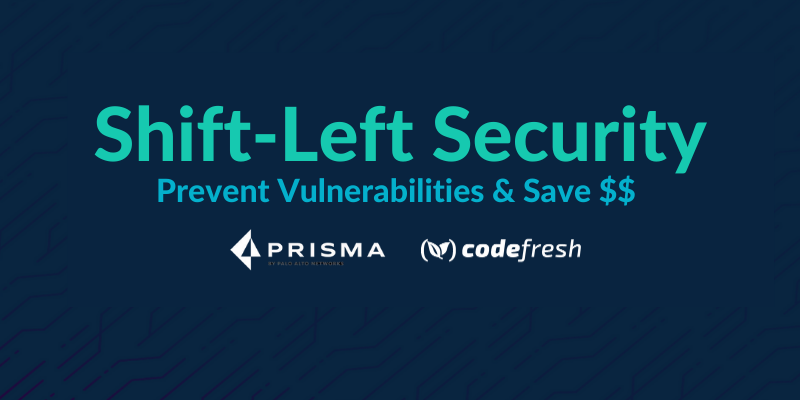 Shift-Left Security
Prevent Vulnerabilities & Save $$
PRISMA
BY PALO ALTO NETWORKS
codefresh